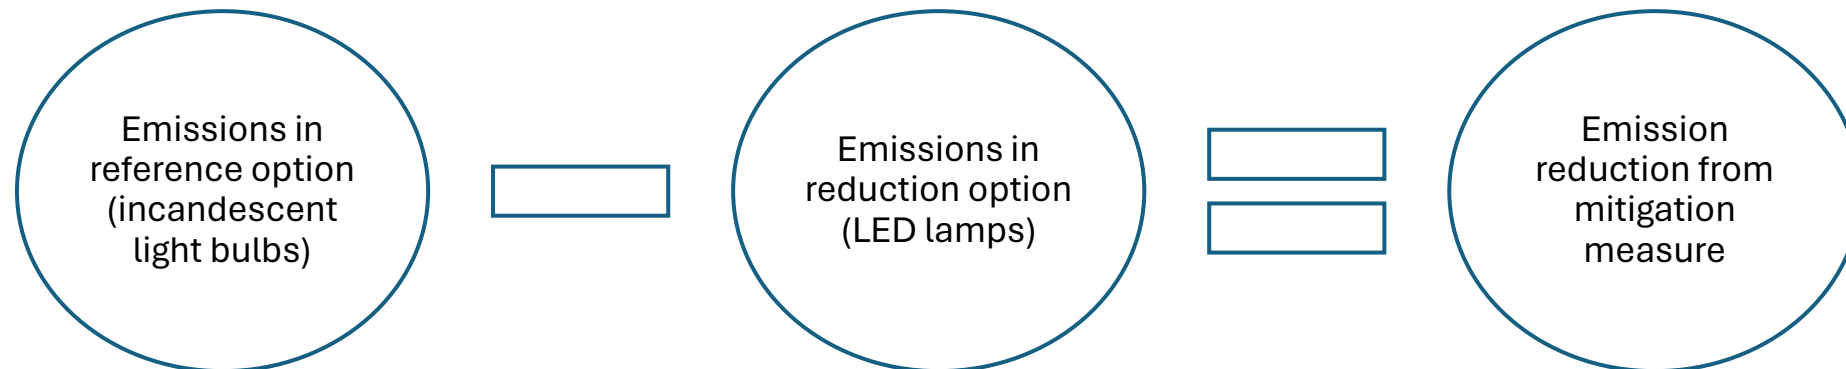 Emissions in
reference option
(incandescent
light bulbs)
Emissions in
reduction option
(LED lamps)
Emission
reduction from
mitigation
measure